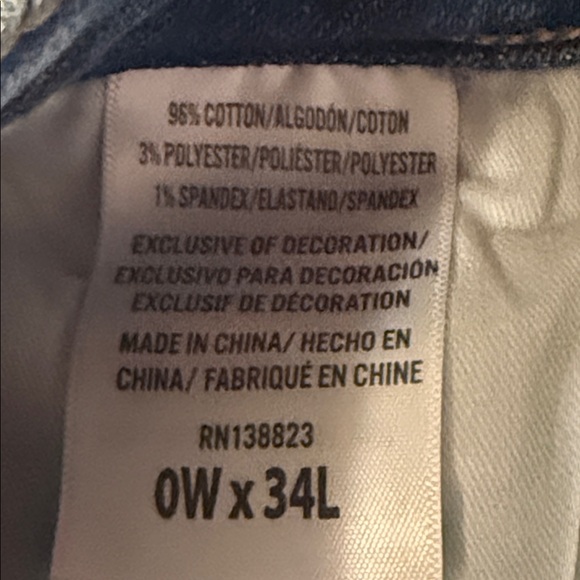 96% COTTON/ALGODÓN/COTON
3% POLYESTER/POLIÉSTER/POLYESTER
1% SPANDEX/ELASTANO/SPANDEX
EXCLUSIVE OF DECORATION/
EXCLUSIVO PARA DECORACIÓN
EXCLUSIF DE DÉCORATION
MADE IN CHINA/ HECHO EN
CHINA/ FABRIQUÉ EN CHINE
RN138823
0W x 34L